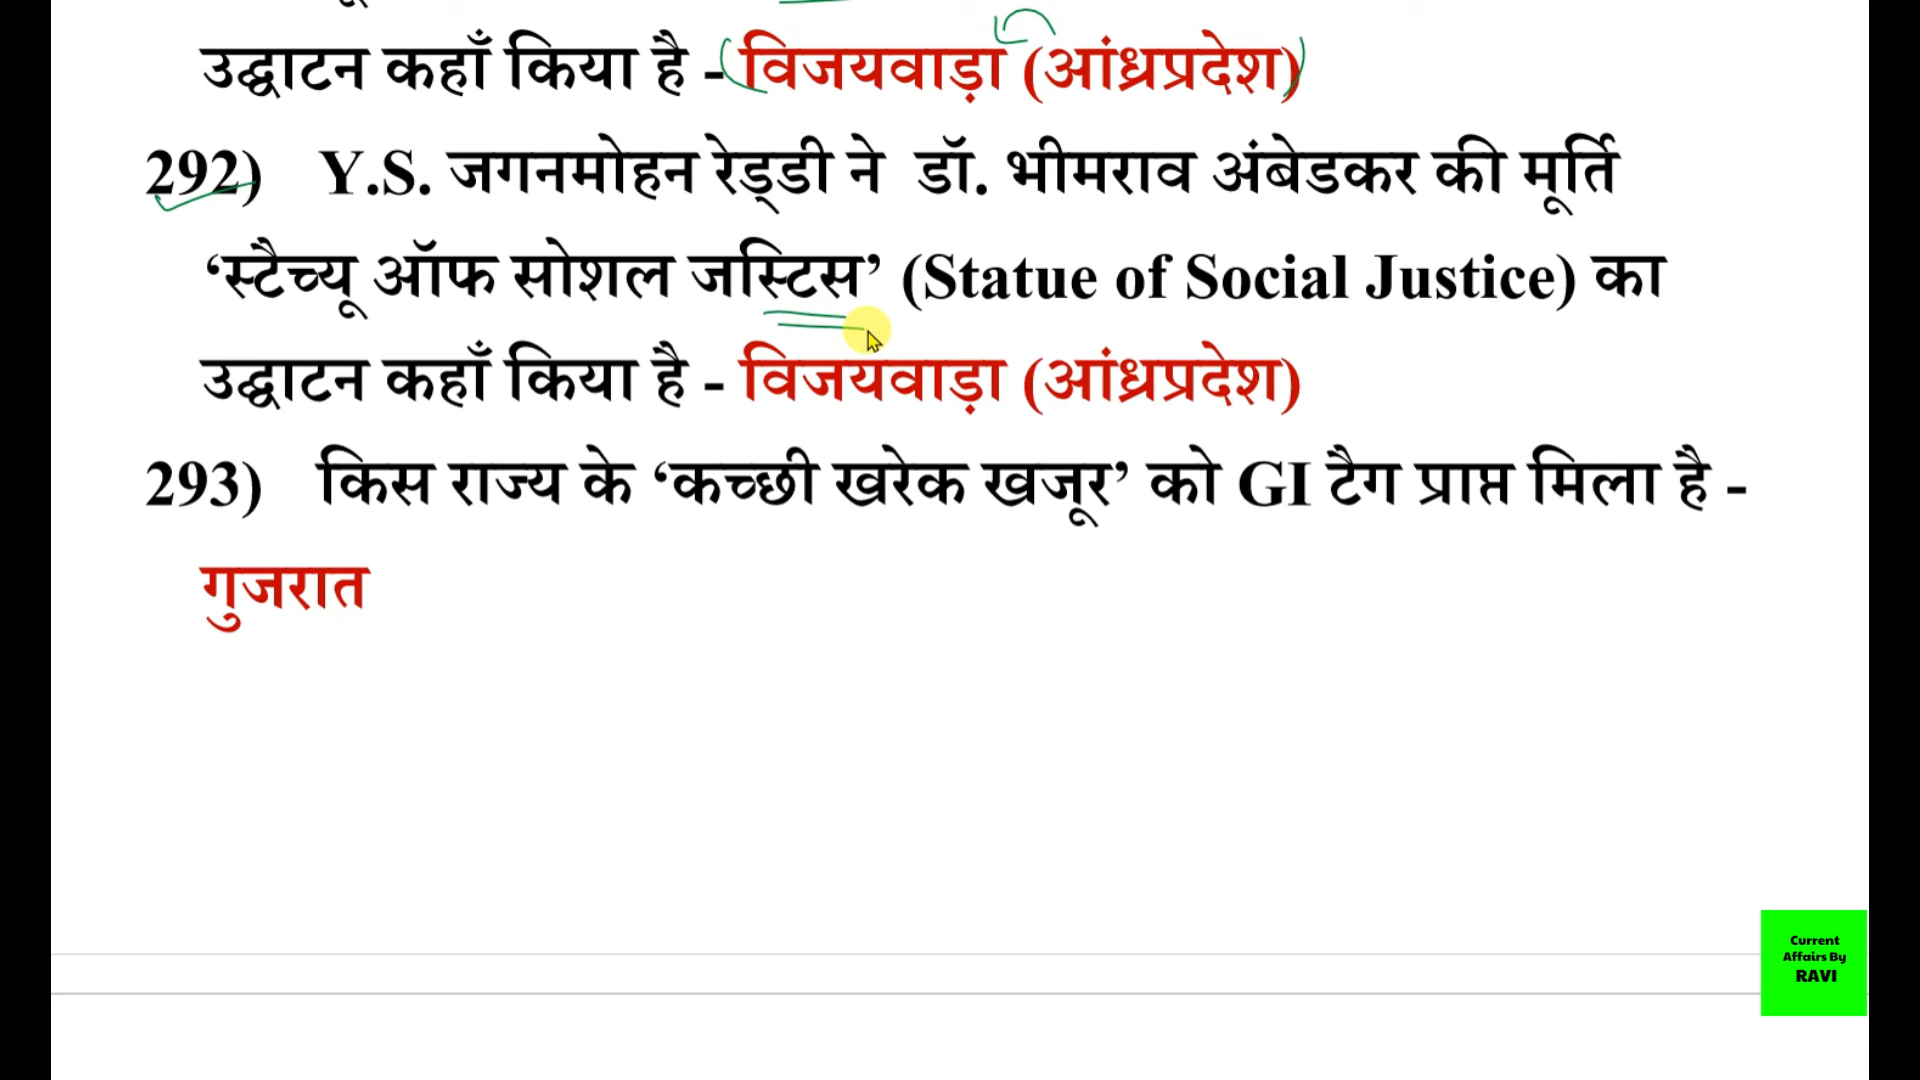 उद्घाटन कहाँ किया है - विजयवाड़ा (आंध्रप्रदेश)
292) Y.S. जगनमोहन रेड्डी ने डॉ. भीमराव अंबेडकर की मूर्ति
‘स्टैच्यू ऑफ सोशल जस्टिस’ (Statue of Social Justice) का
उद्घाटन कहाँ किया है - विजयवाड़ा (आंध्रप्रदेश)
293) किस राज्य के ‘कच्छी खरेक खजूर’ को GI टैग प्राप्त मिला है -
गुजरात
Current
Affairs By
RAVI